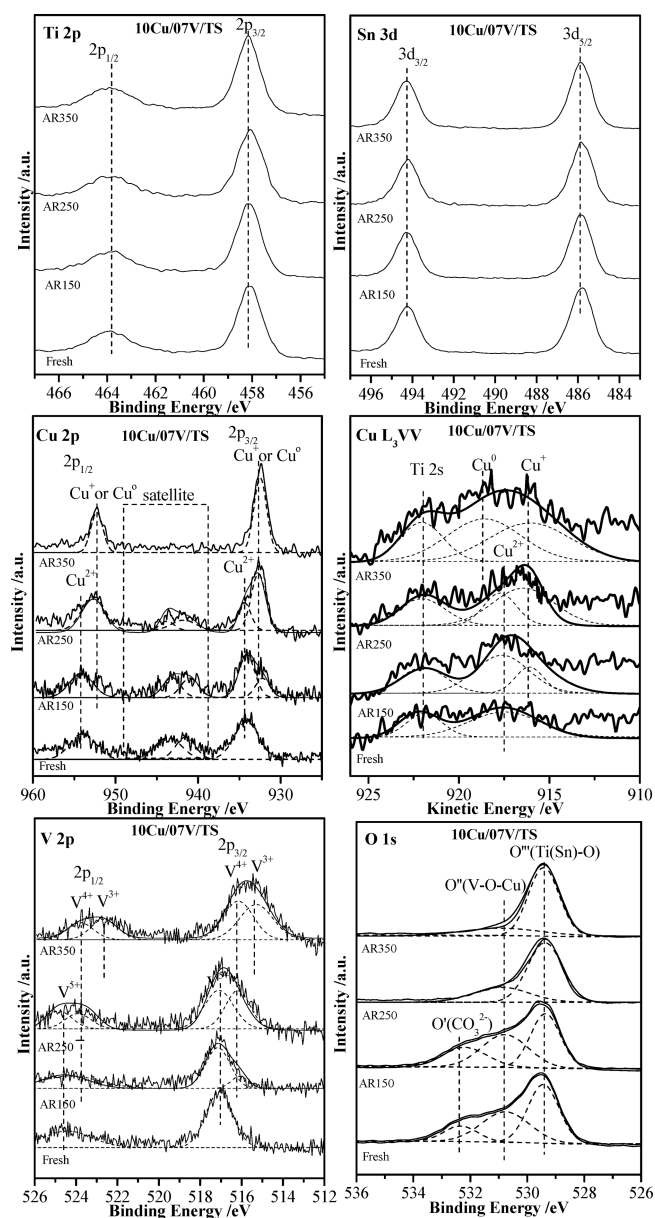 Ti 2p
10Cu/07V/TS
2p3/2
2p1/2
AR350
AR250
AR150
Fresh
Intensity /a.u.
466 464 462 460 458 456
Binding Energy /eV
Sn 3d
10Cu/07V/TS
3d5/2
3d3/2
AR350
AR250
AR150
Fresh
Intensity /a.u.
496 494 492 490 488 486 484
Binding Energy /eV
Cu 2p
10Cu/07V/TS
2p3/2
2p1/2
Cu+or Cuo
Cu+or Cuo
satellite
AR350
Cu2+
Cu2+
AR250
AR150
Fresh
Intensity /a.u.
960 950 940 930
Binding Energy /eV
Cu L3VV
10Cu/07V/TS
Ti 2s
Cu0
Cu+
Cu2+
AR350
AR250
AR150
Fresh
Intensity /a.u.
925 920 915 910
Kinetic Energy /eV
V 2p
10Cu/07V/TS
2p3/2
2p1/2
V4+ V3+
V4+ V3+
AR350
V5+
AR250
AR150
Fresh
Intensity /a.u.
526 524 522 520 518 516 514 512
Binding Energy /eV
O 1s
10Cu/07V/TS
O'''(Ti(Sn)-O)
O''(V-O-Cu)
AR350
AR250
O'(CO32-)
AR150
Fresh
Intensity /a.u.
536 534 532 530 528 526
Binding Energy /eV